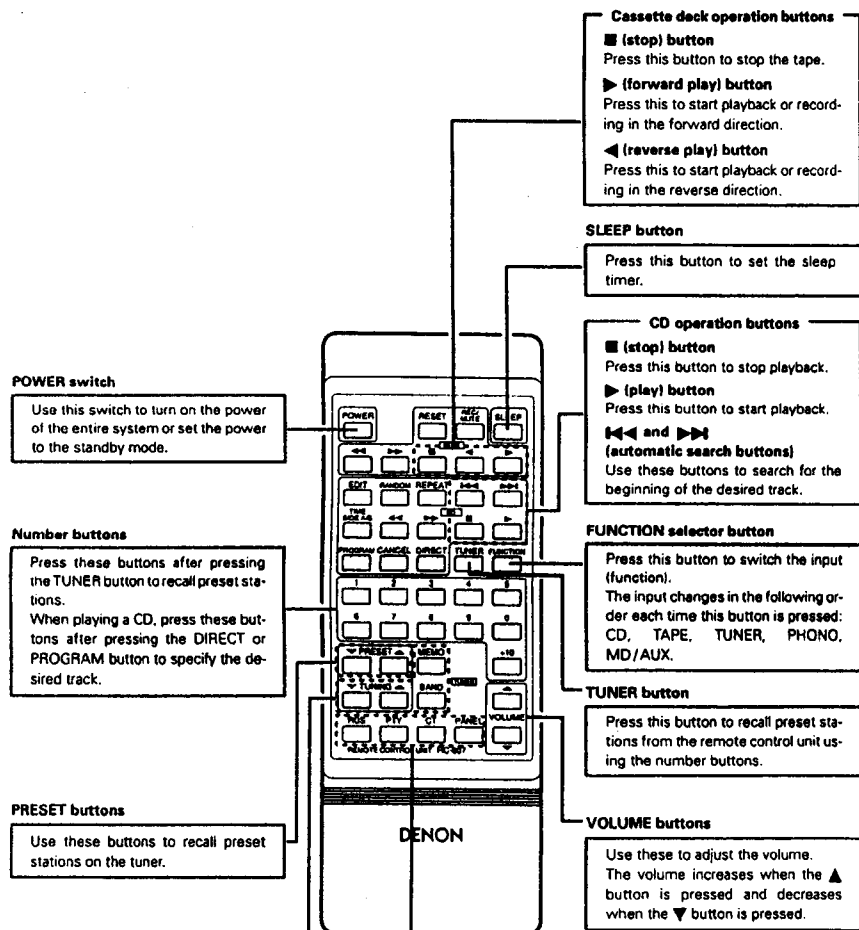 Cassette deck operation buttons
■ (stop) button
Press this button to stop the tape.
▶ (forward play) button
Press this to start playback or record-
ing in the forward direction.
◀ (reverse play) button
Press this to start playback or record-
ing in the reverse direction.
SLEEP button
Press this button to set the sleep
timer.
CD operation buttons
■ (stop) button
Press this button to stop playback.
▶ (play) button
Press this button to start playback.
|◀◀ and ▶▶|
(automatic search buttons)
Use these buttons to search for the
beginning of the desired track.
FUNCTION selector button
Press this button to switch the input
(function).
The input changes in the following or-
der each time this button is pressed:
CD, TAPE, TUNER, PHONO,
MD/AUX.
TUNER button
Press this button to recall preset sta-
tions from the remote control unit us-
ing the number buttons.
VOLUME buttons
Use these to adjust the volume.
The volume increases when the ▲
button is pressed and decreases
when the ▼ button is pressed.
POWER switch
Use this switch to turn on the power
of the entire system or set the power
to the standby mode.
Number buttons
Press these buttons after pressing
the TUNER button to recall preset sta-
tions.
When playing a CD, press these but-
tons after pressing the DIRECT or
PROGRAM button to specify the de-
sired track.
PRESET buttons
Use these buttons to recall preset
stations on the tuner.
POWER RESET REC/MUTE SLEEP
EDIT RANDOM REPEAT
TIME
SIDE A/B
PROGRAM CANCEL DIRECT TUNER FUNCTION
1 2 3 4 5
6 7 8 9 0
PRESET MEMO +10
TUNING BAND
VOLUME
RDS PTY CT PANEL
REMOTE CONTROL UNIT
DENON